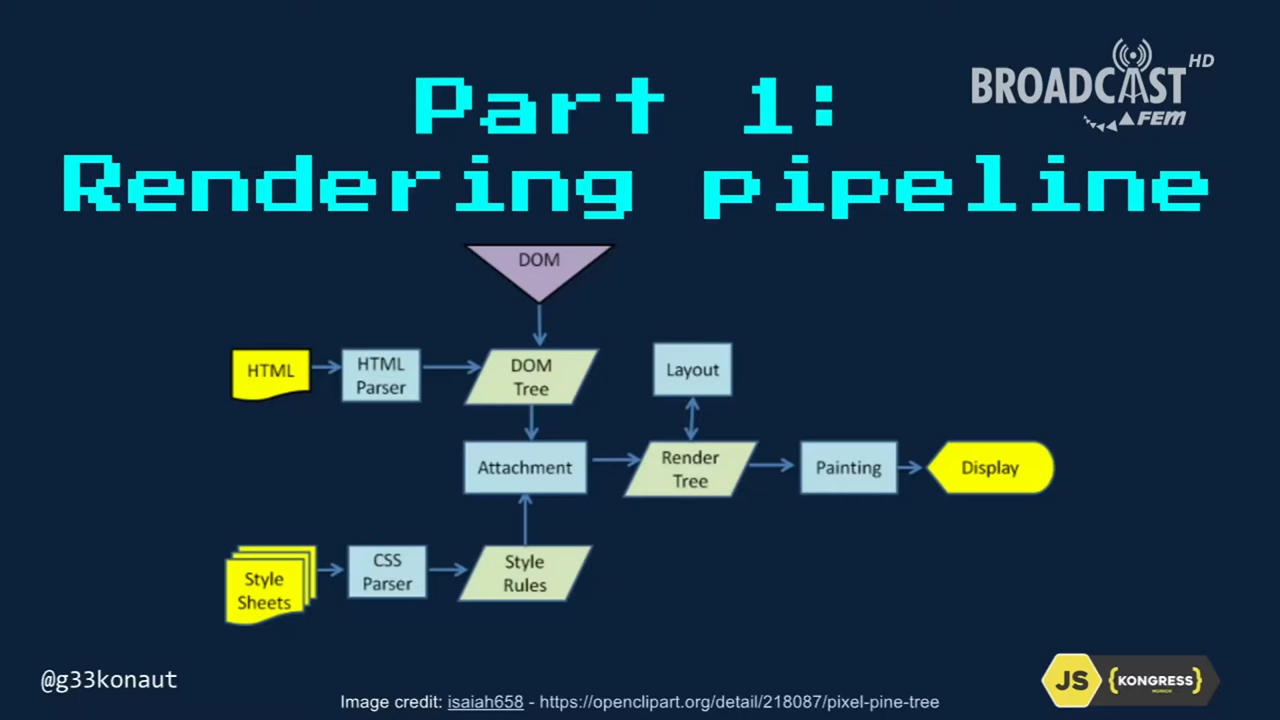 Part 1:
Rendering pipeline
BROADCAST HD
FEM
DOM
HTML
HTML
Parser
DOM
Tree
Layout
Attachment
Render
Tree
Painting
Display
Style
Sheets
CSS
Parser
Style
Rules
@g33konaut
Image credit: isaiah658 - https://openclipart.org/detail/218087/pixel-pine-tree
JS {KONGRESS}
MUNICH